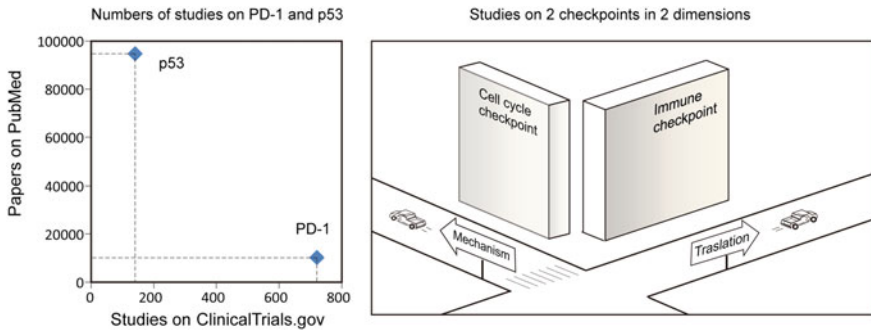 Numbers of studies on PD-1 and p53
Papers on PubMed
100000
80000
60000
40000
20000
0
p53
PD-1
0
200
400
600
800
Studies on ClinicalTrials.gov
Studies on 2 checkpoints in 2 dimensions
Cell cycle
checkpoint
Immune
checkpoint
Mechanism
Traslation